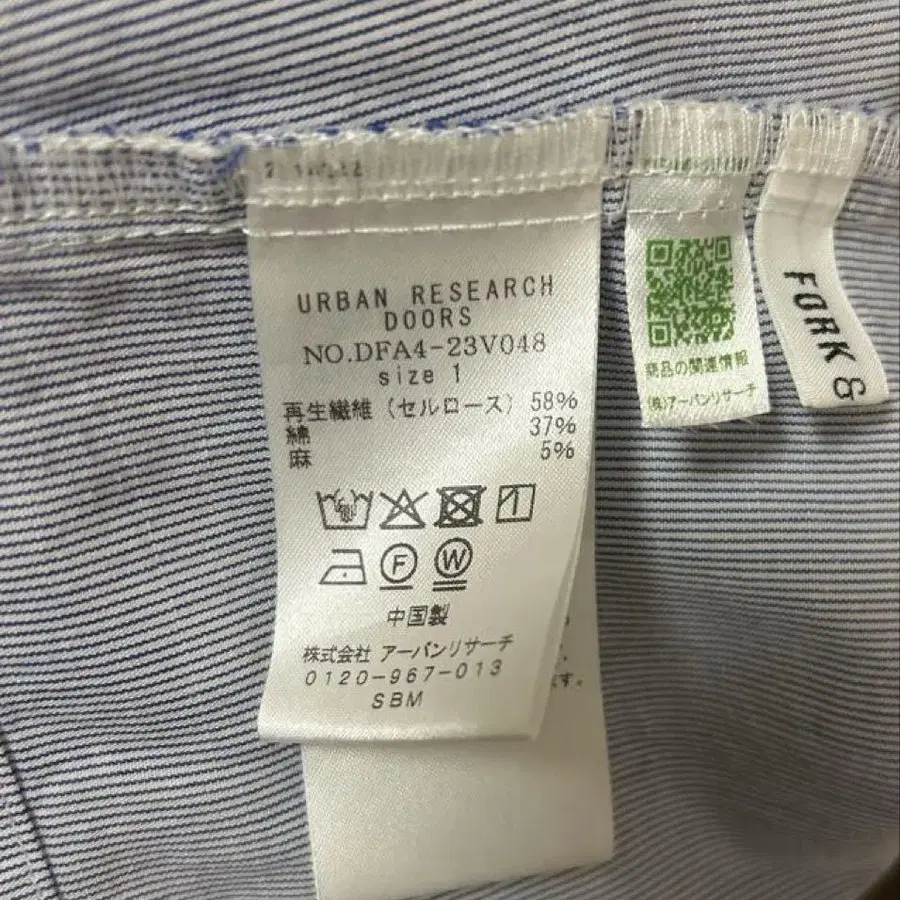 URBAN RESEARCH
DOORS
NO.DFA4-23V048
size 1
再生繊維 (セルロース) 58%
綿 37%
麻 5%
F W
中国製
株式会社 アーバンリサーチ
0120-967-013
SBM
す。
商品の関連情報
(株)アーバンリサーチ
FORK &